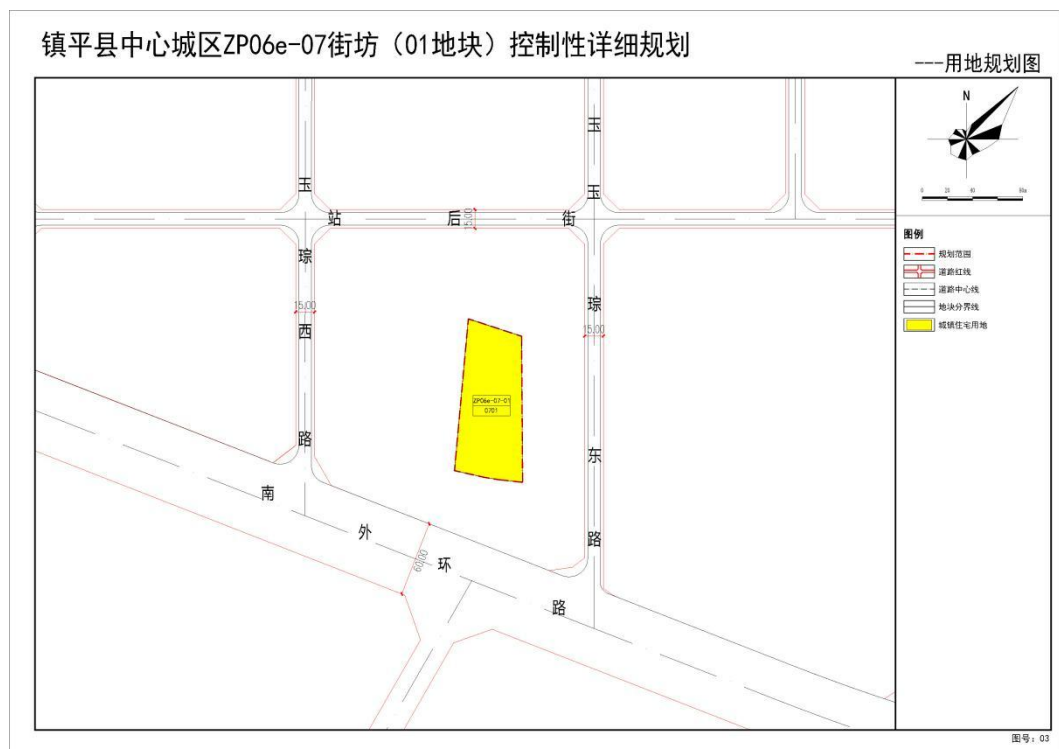 镇平县中心城区ZP06e-07街坊（01地块）控制性详细规划
---用地规划图
N
0 20 40 80m
图例
规划范围
道路红线
道路中心线
地块分界线
城镇住宅用地
玉琮西路
站后街
玉玉琮东路
南外环路
15.00
15.00
15.00
60.00
ZP06e-07-01
0701
图号：03